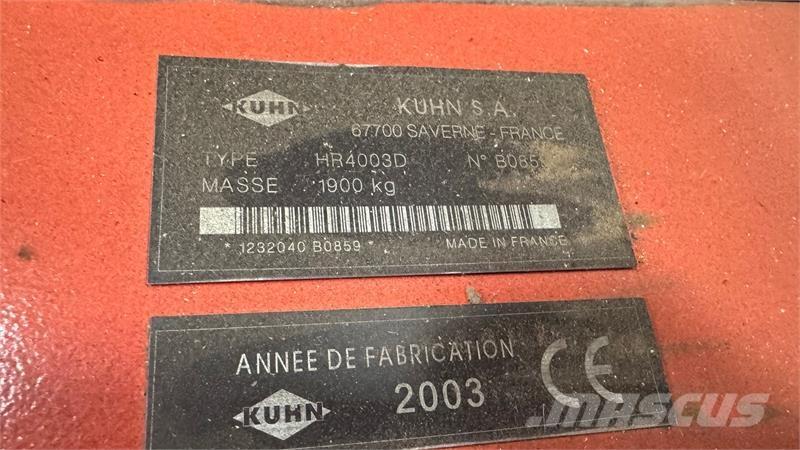 KUHN
KUHN S.A.
67700 SAVERNE - FRANCE
TYPE HR4003D N° B085
MASSE 1900 kg
* 1232040 B0859 * MADE IN FRANCE
ANNÉE DE FABRICATION
KUHN 2003 CE
MASCUS